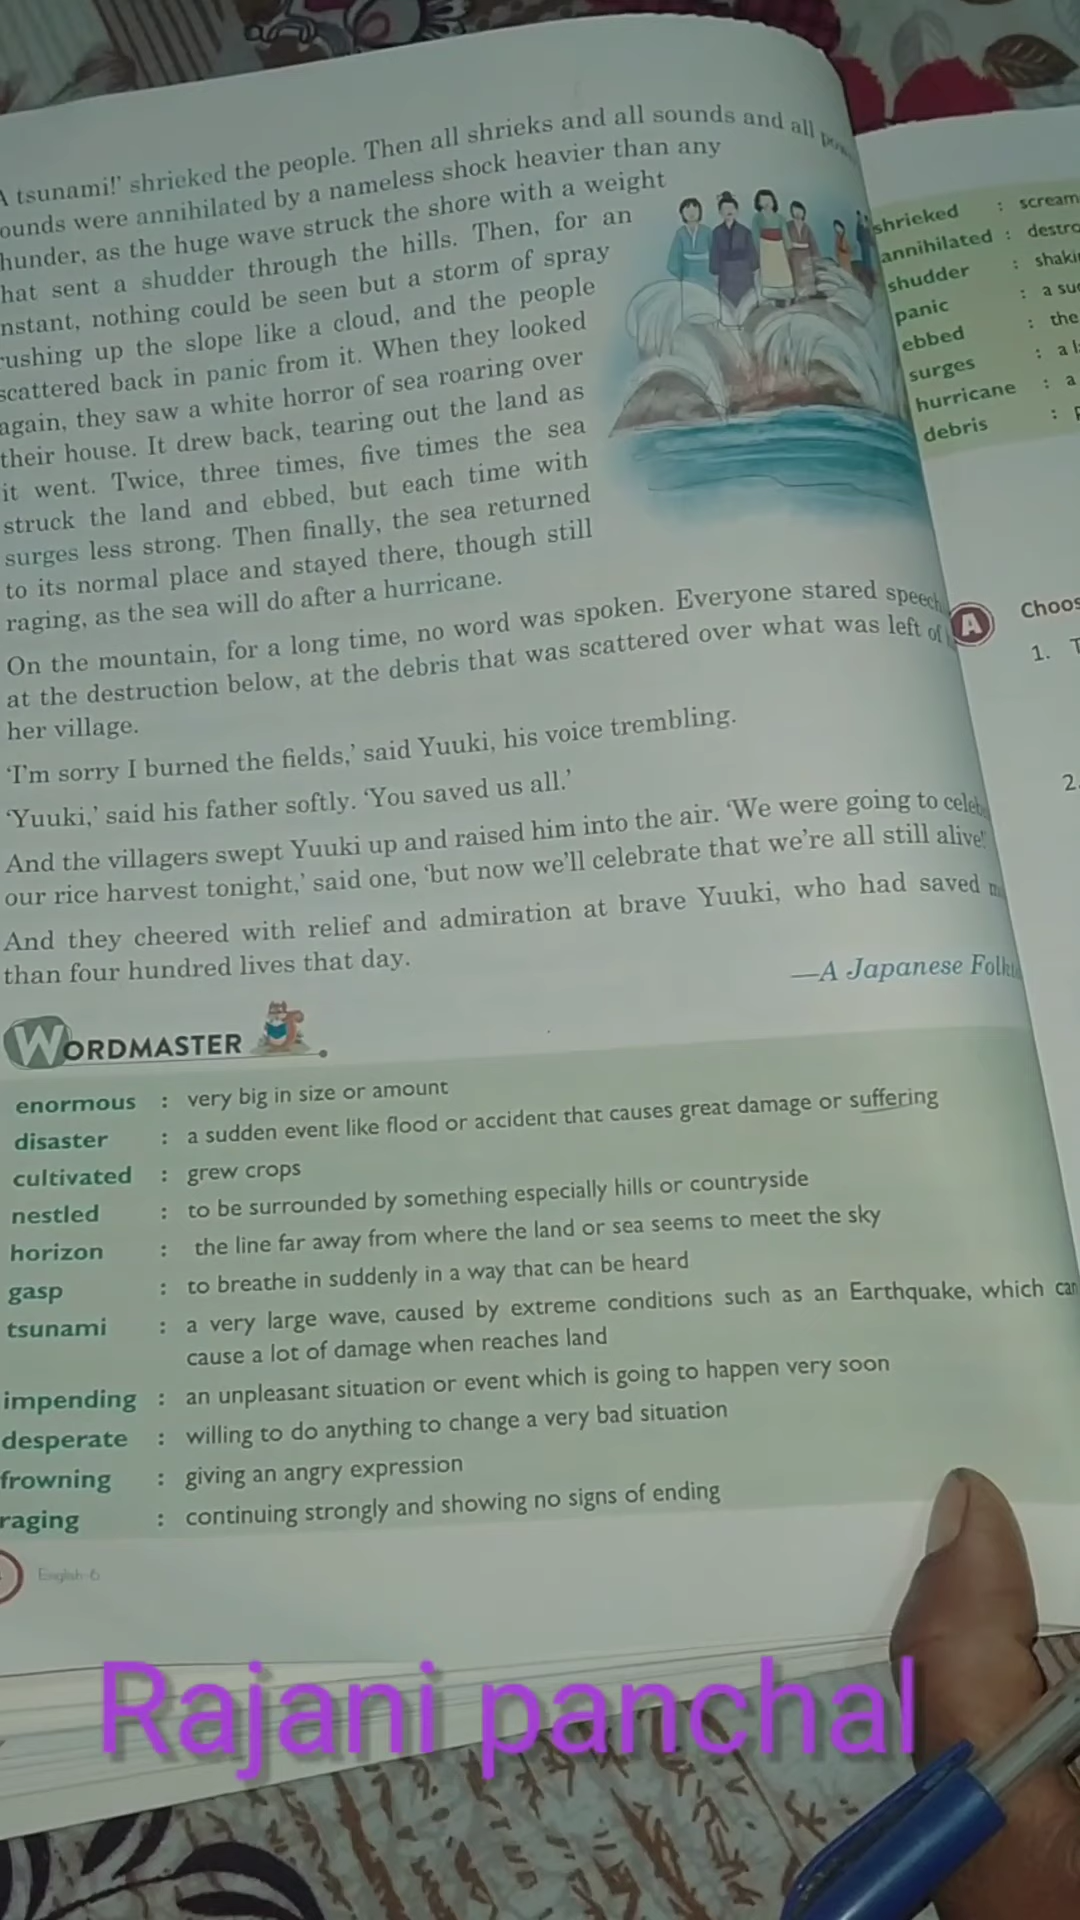 tsunami!' shrieked the people. Then all shrieks and all sounds and all
ounds were annihilated by a nameless shock heavier than any
hunder, as the huge wave struck the shore with a weight
hat sent a shudder through the hills. Then, for an
nstant, nothing could be seen but a storm of spray
rushing up the slope like a cloud, and the people
scattered back in panic from it. When they looked
again, they saw a white horror of sea roaring over
their house. It drew back, tearing out the land as
it went. Twice, three times, five times the sea
struck the land and ebbed, but each time with
surges less strong. Then finally, the sea returned
to its normal place and stayed there, though still
raging, as the sea will do after a hurricane.
On the mountain, for a long time, no word was spoken. Everyone stared speech
at the destruction below, at the debris that was scattered over what was left of
her village.
'I'm sorry I burned the fields,' said Yuuki, his voice trembling.
'Yuuki,' said his father softly. 'You saved us all.'
And the villagers swept Yuuki up and raised him into the air. 'We were going to celeb
our rice harvest tonight,' said one, 'but now we'll celebrate that we're all still alive!'
And they cheered with relief and admiration at brave Yuuki, who had saved
than four hundred lives that day.
—A Japanese Folk
WORDMASTER
enormous : very big in size or amount
disaster : a sudden event like flood or accident that causes great damage or suffering
cultivated : grew crops
nestled : to be surrounded by something especially hills or countryside
horizon : the line far away from where the land or sea seems to meet the sky
gasp : to breathe in suddenly in a way that can be heard
tsunami : a very large wave, caused by extreme conditions such as an Earthquake, which can
cause a lot of damage when reaches land
impending : an unpleasant situation or event which is going to happen very soon
desperate : willing to do anything to change a very bad situation
frowning : giving an angry expression
raging : continuing strongly and showing no signs of ending
English-6
shrieked : scream
annihilated : destro
shudder : shaki
panic : a su
ebbed : the
surges : a l
hurricane : a
debris :
A Choos
1. T
2.
Rajani panchal